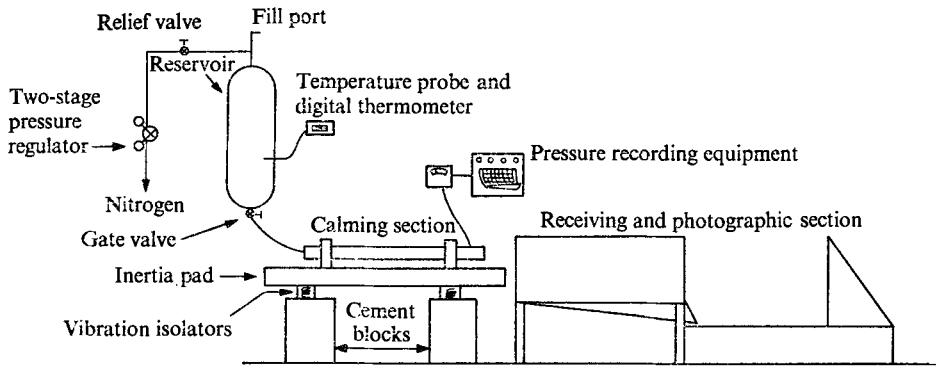 Relief valve
Fill port
Reservoir
Temperature probe and
digital thermometer
Two-stage
pressure
regulator
Nitrogen
Gate valve
Pressure recording equipment
Calming section
Receiving and photographic section
Inertia pad
Vibration isolators
Cement
blocks